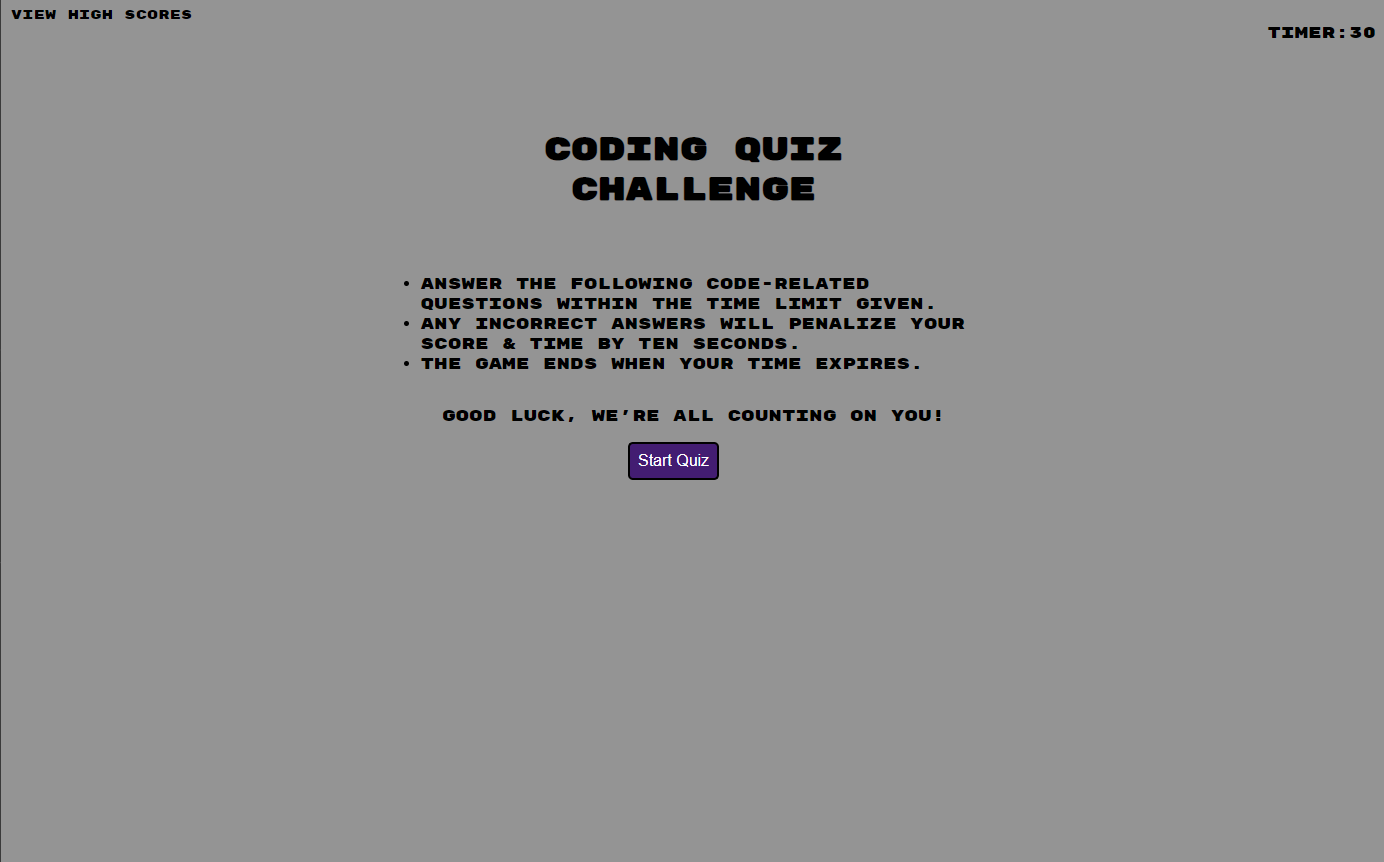 VIEW HIGH SCORES
TIMER:30
CODING QUIZ
CHALLENGE
• ANSWER THE FOLLOWING CODE-RELATED
QUESTIONS WITHIN THE TIME LIMIT GIVEN.
• ANY INCORRECT ANSWERS WILL PENALIZE YOUR
SCORE & TIME BY TEN SECONDS.
• THE GAME ENDS WHEN YOUR TIME EXPIRES.
GOOD LUCK, WE'RE ALL COUNTING ON YOU!
Start Quiz